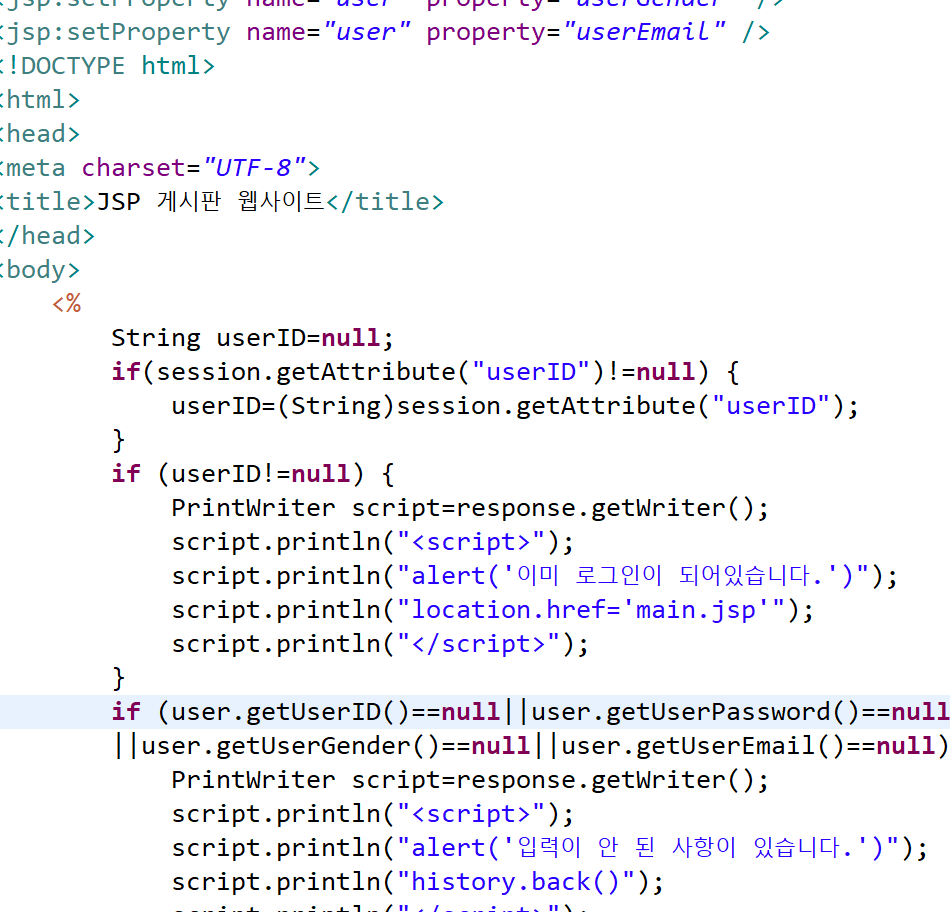 <jsp:setProperty name="user" property="userGender" />
<jsp:setProperty name="user" property="userEmail" />
<!DOCTYPE html>
<html>
<head>
<meta charset="UTF-8">
<title>JSP 게시판 웹사이트</title>
</head>
<body>
<%
String userID=null;
if(session.getAttribute("userID")!=null) {
userID=(String)session.getAttribute("userID");
}
if (userID!=null) {
PrintWriter script=response.getWriter();
script.println("<script>");
script.println("alert('이미 로그인이 되어있습니다.')");
script.println("location.href='main.jsp'");
script.println("</script>");
}
if (user.getUserID()==null||user.getUserPassword()==null
||user.getUserGender()==null||user.getUserEmail()==null)
PrintWriter script=response.getWriter();
script.println("<script>");
script.println("alert('입력이 안 된 사항이 있습니다.')");
script.println("history.back()");
script.println("</script>");